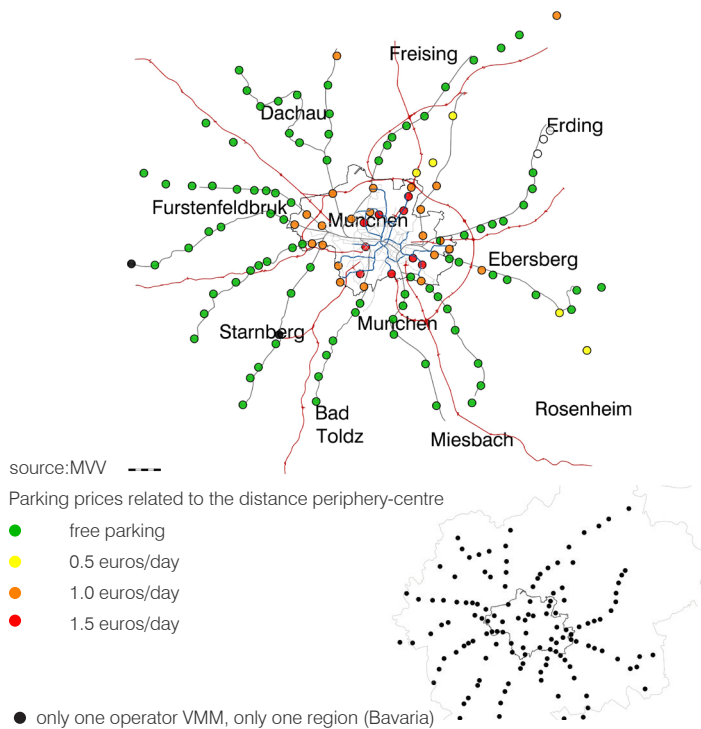 Freising
Dachau
Erding
Furstenfeldbruk
Munchen
Ebersberg
Starnberg
Munchen
Bad
Toldz
Miesbach
Rosenheim
source:MVV
Parking prices related to the distance periphery-centre
free parking
0.5 euros/day
1.0 euros/day
1.5 euros/day
only one operator VMM, only one region (Bavaria)